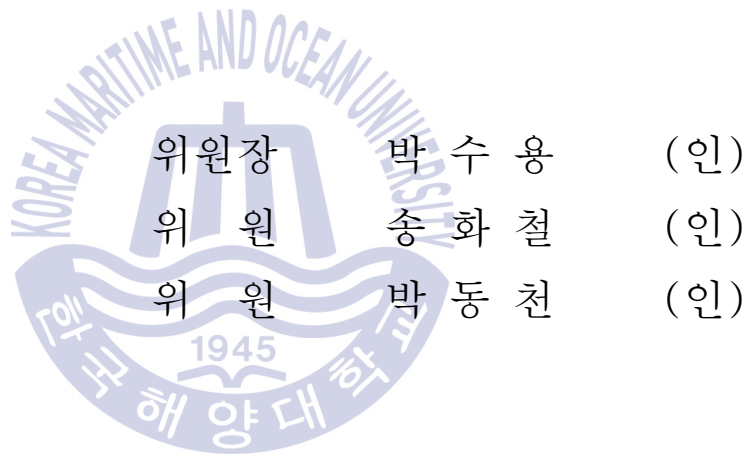 KOREA MARITIME AND OCEAN UNIVERSITY
위원장 박 수 용 (인)
위 원 송 화 철 (인)
위 원 박 동 천 (인)
1945
한국해양대학교